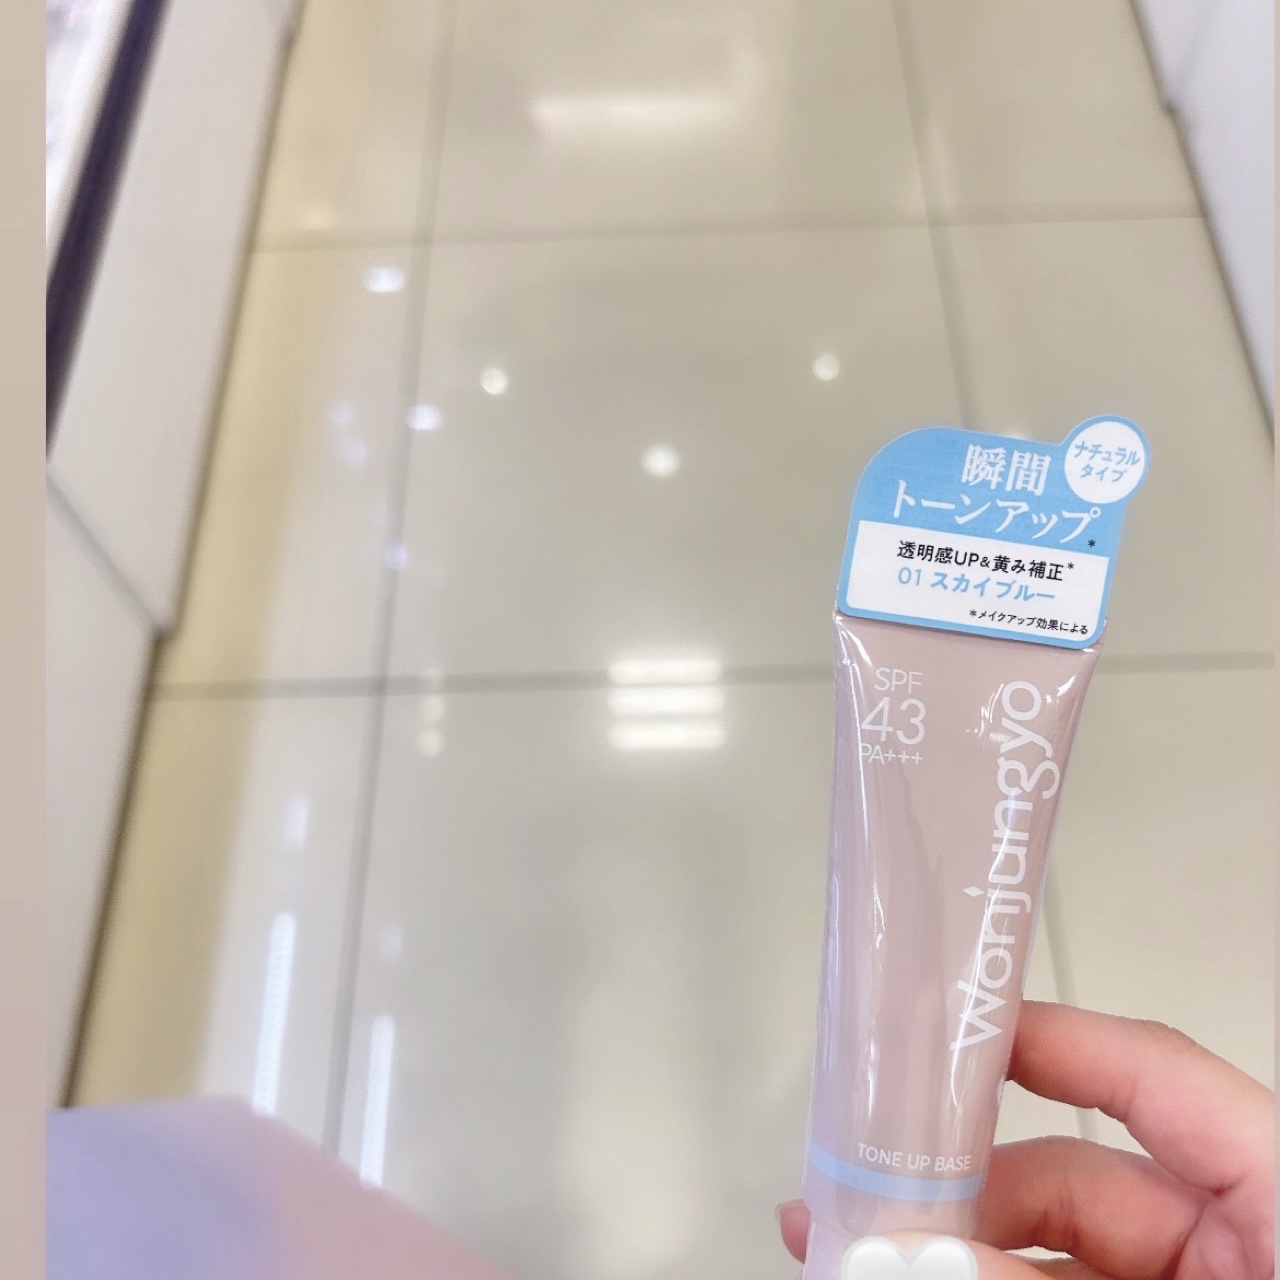 ナチュラル
タイプ
瞬間
トーンアップ*
透明感UP&黄み補正*
01 スカイブルー
*メイクアップ効果による
SPF
43
PA+++
Wonjungyo
TONE UP BASE